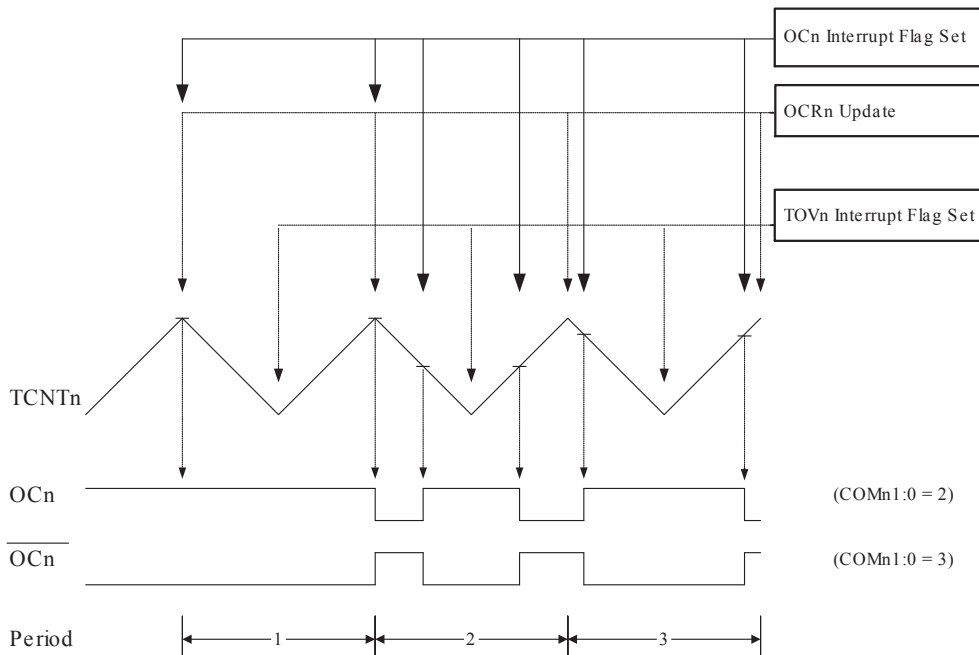 OCn Interrupt Flag Set
OCRn Update
TOVn Interrupt Flag Set
TCNTn
OCn
(COMn1:0 = 2)
OCn
(COMn1:0 = 3)
Period
1
2
3